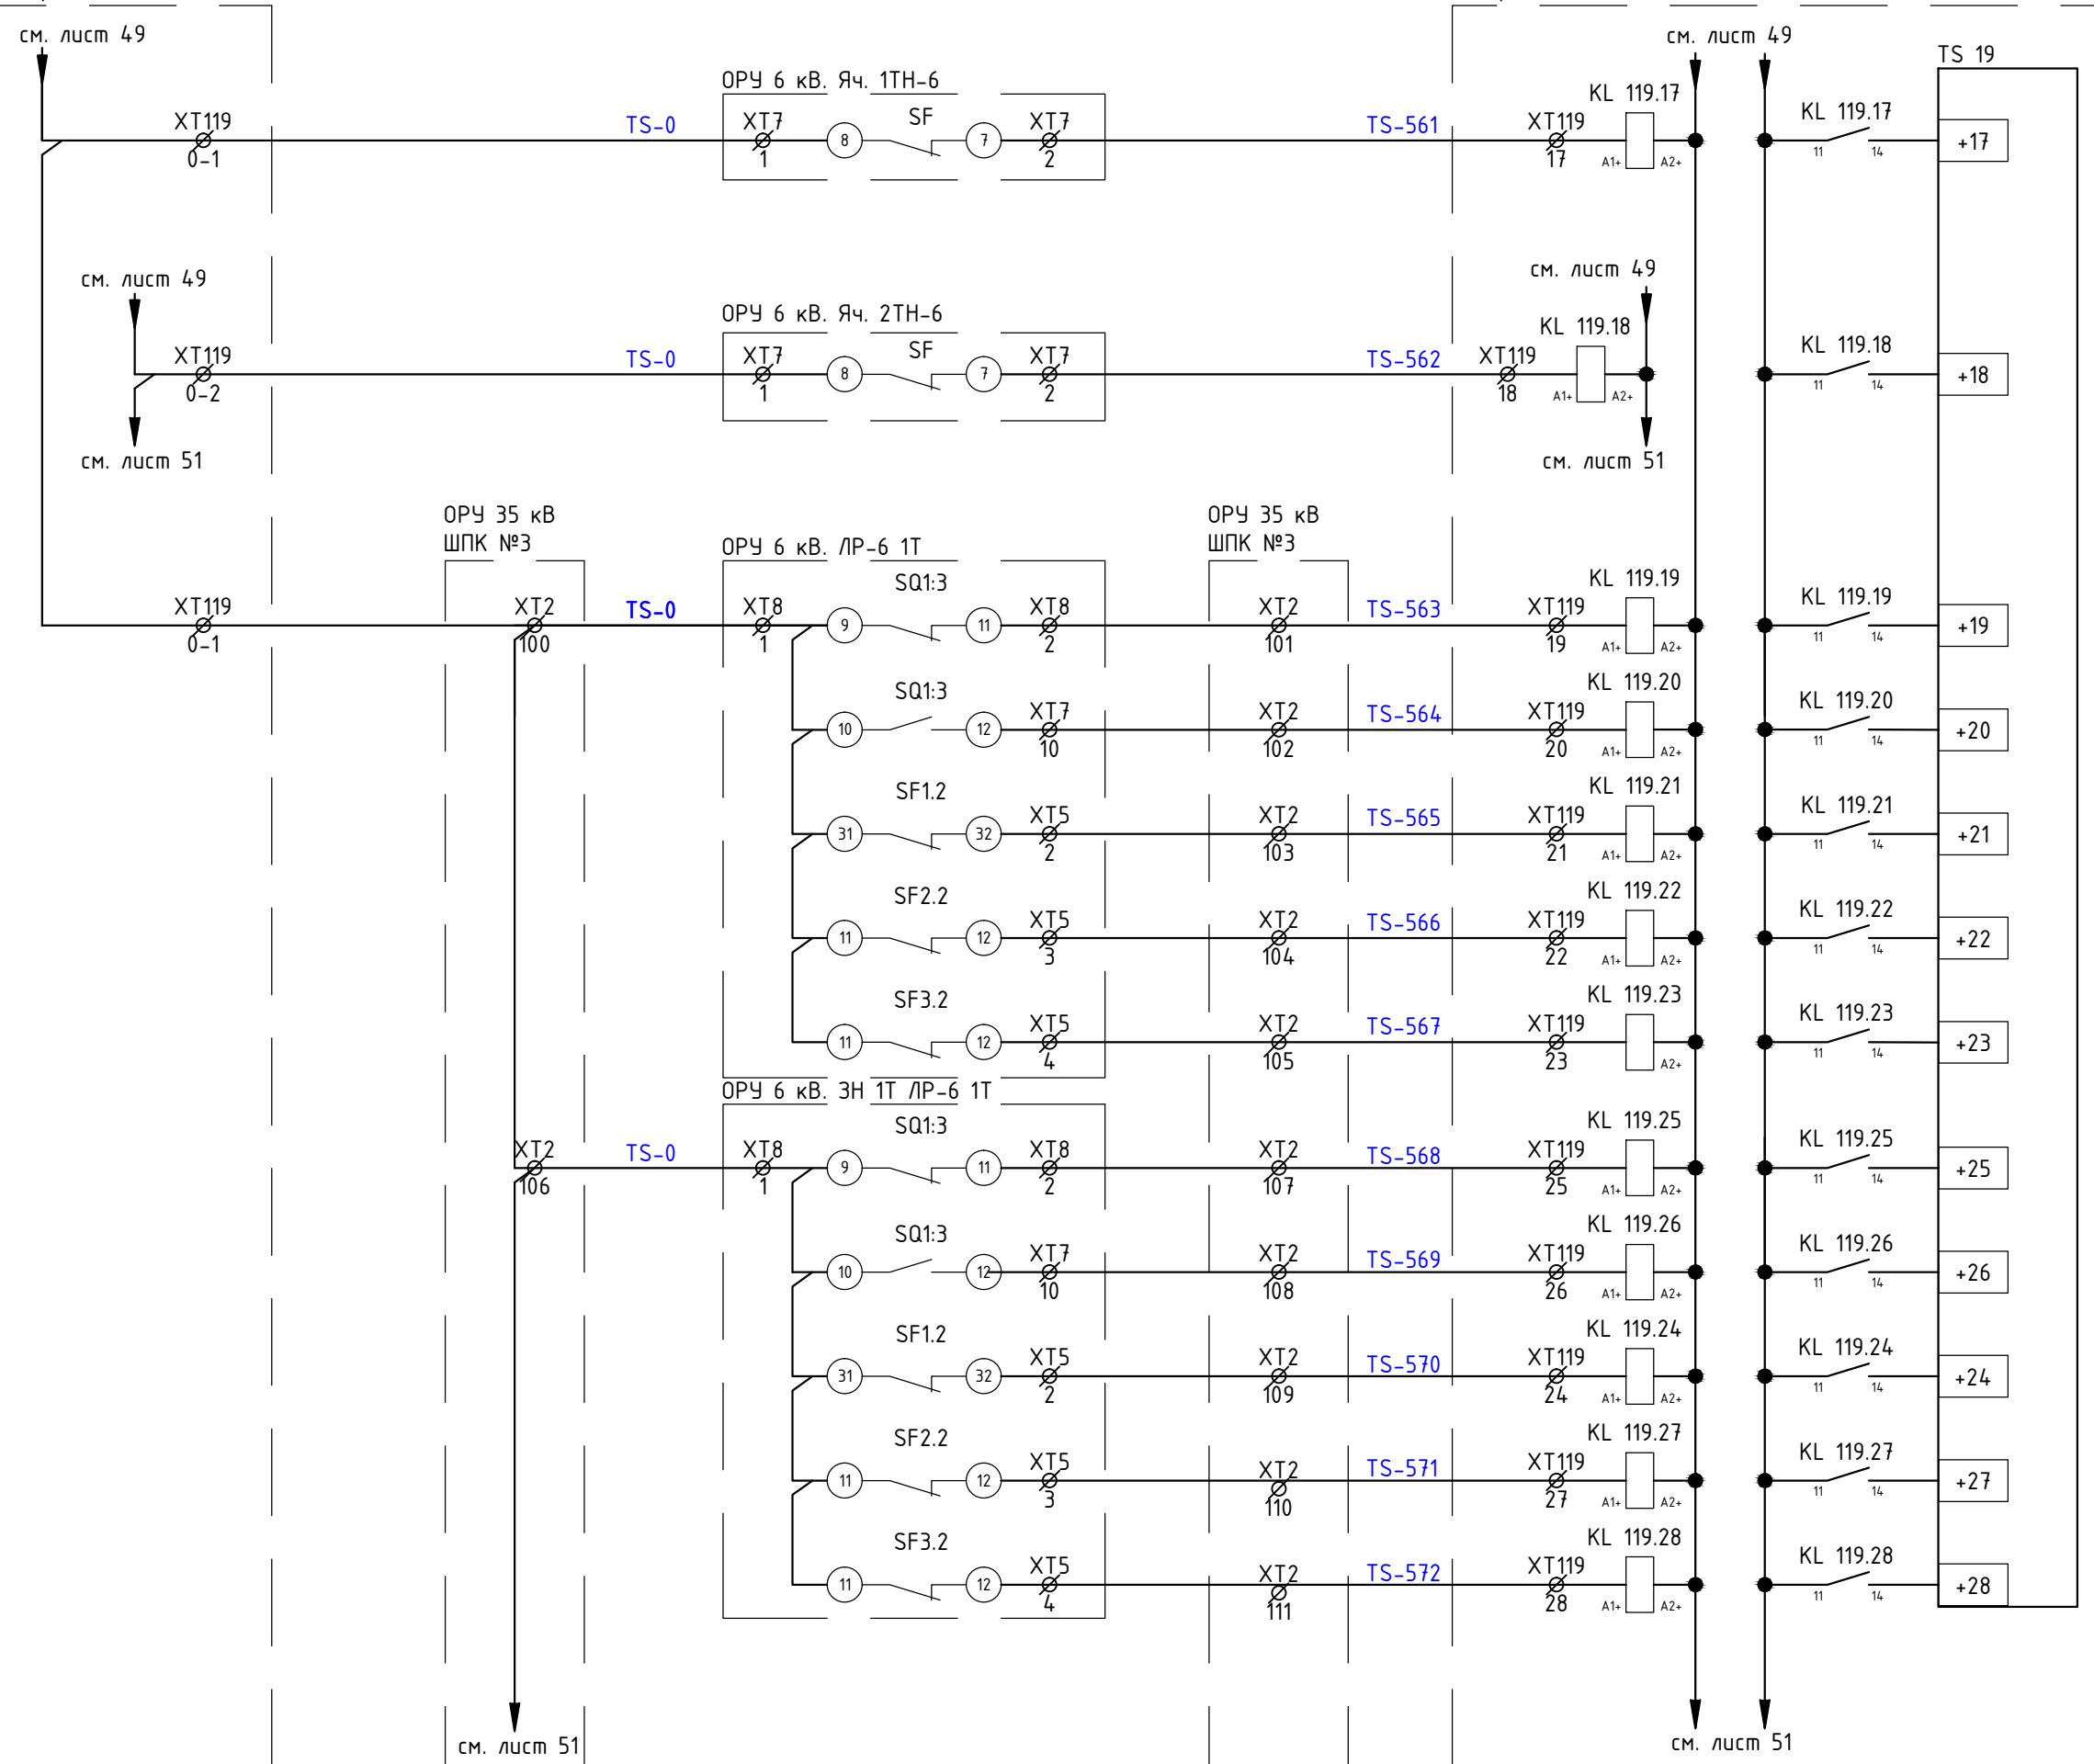 см. лист 49
см. лист 49
TS 19
ОРУ 6 кВ. Яч. 1ТН-6
KL 119.17
XT119
0-1
TS-0
XT7
1
8
SF
7
XT7
2
TS-561
XT119
17
A1+
A2+
KL 119.17
11
14
+17
см. лист 49
см. лист 49
ОРУ 6 кВ. Яч. 2ТН-6
KL 119.18
XT119
0-2
TS-0
XT7
1
8
SF
7
XT7
2
TS-562
XT119
18
A1+
A2+
KL 119.18
11
14
+18
см. лист 51
см. лист 51
ОРУ 35 кВ
ШПК №3
ОРУ 35 кВ
ШПК №3
ОРУ 6 кВ. ЛР-6 1Т
XT119
0-1
XT2
100
TS-0
XT8
1
SQ1:3
9
11
XT8
2
XT2
101
TS-563
XT119
19
KL 119.19
A1+
A2+
KL 119.19
11
14
+19
SQ1:3
10
12
XT7
10
XT2
102
TS-564
XT119
20
KL 119.20
A1+
A2+
KL 119.20
11
14
+20
SF1.2
31
32
XT5
2
XT2
103
TS-565
XT119
21
KL 119.21
A1+
A2+
KL 119.21
11
14
+21
SF2.2
11
12
XT5
3
XT2
104
TS-566
XT119
22
KL 119.22
A1+
A2+
KL 119.22
11
14
+22
SF3.2
11
12
XT5
4
XT2
105
TS-567
XT119
23
KL 119.23
A2+
KL 119.23
11
14
+23
ОРУ 6 кВ. ЗН 1Т ЛР-6 1Т
XT2
106
TS-0
XT8
1
SQ1:3
9
11
XT8
2
XT2
107
TS-568
XT119
25
KL 119.25
A1+
A2+
KL 119.25
11
14
+25
SQ1:3
10
12
XT7
10
XT2
108
TS-569
XT119
26
KL 119.26
A1+
A2+
KL 119.26
11
14
+26
SF1.2
31
32
XT5
2
XT2
109
TS-570
XT119
24
KL 119.24
A1+
A2+
KL 119.24
11
14
+24
SF2.2
11
12
XT5
3
XT2
110
TS-571
XT119
27
KL 119.27
A1+
A2+
KL 119.27
11
14
+27
SF3.2
11
12
XT5
4
XT2
111
TS-572
XT119
28
KL 119.28
A1+
A2+
KL 119.28
11
14
+28
см. лист 51
см. лист 51